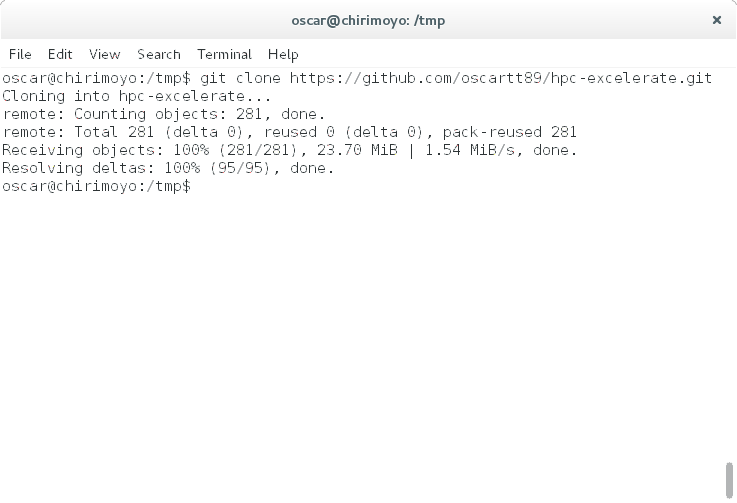 oscar@chirimoyo: /tmp
File Edit View Search Terminal Help
oscar@chirimoyo:/tmp$ git clone https://github.com/oscartt89/hpc-excelerate.git
Cloning into hpc-excelerate...
remote: Counting objects: 281, done.
remote: Total 281 (delta 0), reused 0 (delta 0), pack-reused 281
Receiving objects: 100% (281/281), 23.70 MiB | 1.54 MiB/s, done.
Resolving deltas: 100% (95/95), done.
oscar@chirimoyo:/tmp$